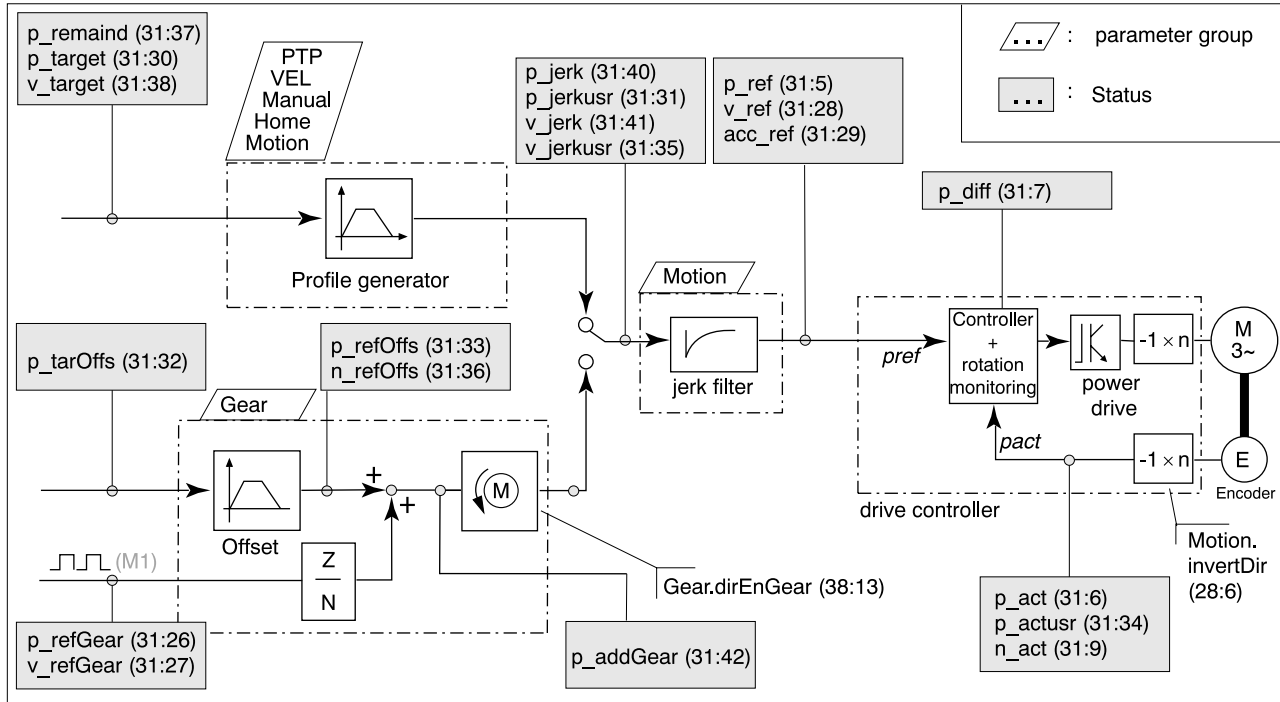 p_remaind (31:37)
p_target (31:30)
v_target (31:38)
PTP
VEL
Manual
Home
Motion
p_jerk (31:40)
p_jerkusr (31:31)
v_jerk (31:41)
v_jerkusr (31:35)
p_ref (31:5)
v_ref (31:28)
acc_ref (31:29)
... : parameter group
... : Status
p_diff (31:7)
Profile generator
Motion
jerk filter
pref
Controller
+
rotation
monitoring
power
drive
-1 × n
M
3~
pact
-1 × n
E
Encoder
drive controller
Motion.
invertDir
(28:6)
p_tarOffs (31:32)
p_refOffs (31:33)
n_refOffs (31:36)
Gear
Offset
+
+
M
(M1)
Z
N
Gear.dirEnGear (38:13)
p_refGear (31:26)
v_refGear (31:27)
p_addGear (31:42)
p_act (31:6)
p_actusr (31:34)
n_act (31:9)